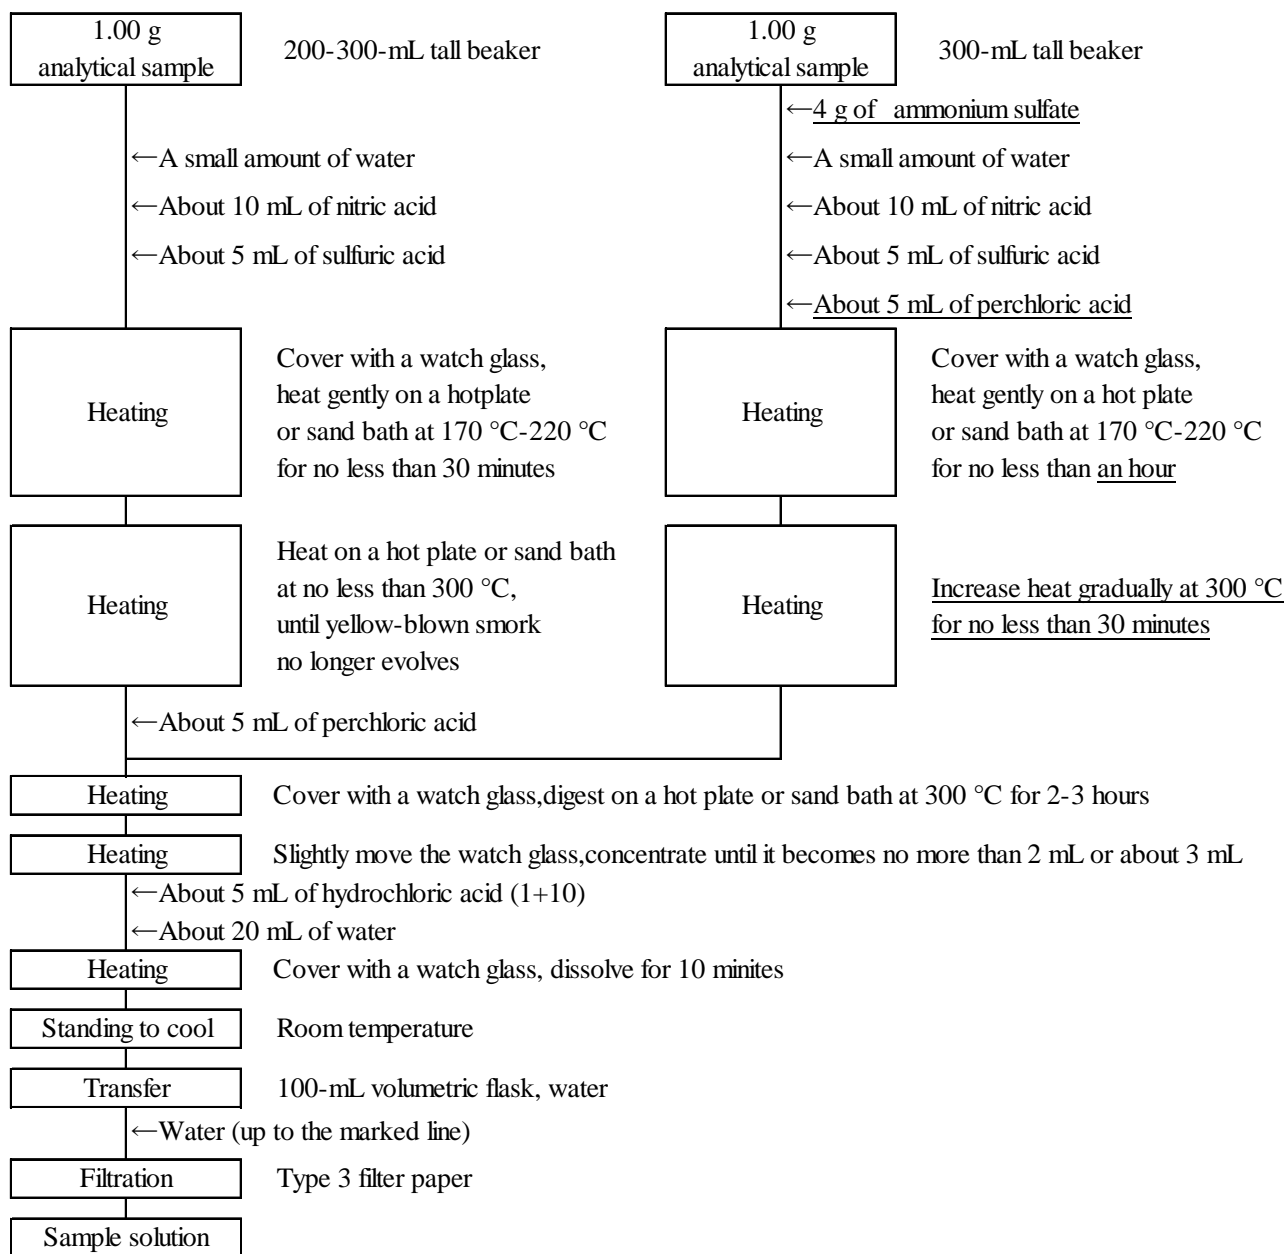 1.00 g
analytical sample
200-300-mL tall beaker
←A small amount of water
←About 10 mL of nitric acid
←About 5 mL of sulfuric acid
Heating
Cover with a watch glass,
heat gently on a hotplate
or sand bath at 170 °C-220 °C
for no less than 30 minutes
Heating
Heat on a hot plate or sand bath
at no less than 300 °C,
until yellow-blown smork
no longer evolves
←About 5 mL of perchloric acid
1.00 g
analytical sample
300-mL tall beaker
←4 g of ammonium sulfate
←A small amount of water
←About 10 mL of nitric acid
←About 5 mL of sulfuric acid
←About 5 mL of perchloric acid
Heating
Cover with a watch glass,
heat gently on a hot plate
or sand bath at 170 °C-220 °C
for no less than an hour
Heating
Increase heat gradually at 300 °C
for no less than 30 minutes
Heating
Cover with a watch glass,digest on a hot plate or sand bath at 300 °C for 2-3 hours
Heating
Slightly move the watch glass,concentrate until it becomes no more than 2 mL or about 3 mL
←About 5 mL of hydrochloric acid (1+10)
←About 20 mL of water
Heating
Cover with a watch glass, dissolve for 10 minites
Standing to cool
Room temperature
Transfer
100-mL volumetric flask, water
←Water (up to the marked line)
Filtration
Type 3 filter paper
Sample solution